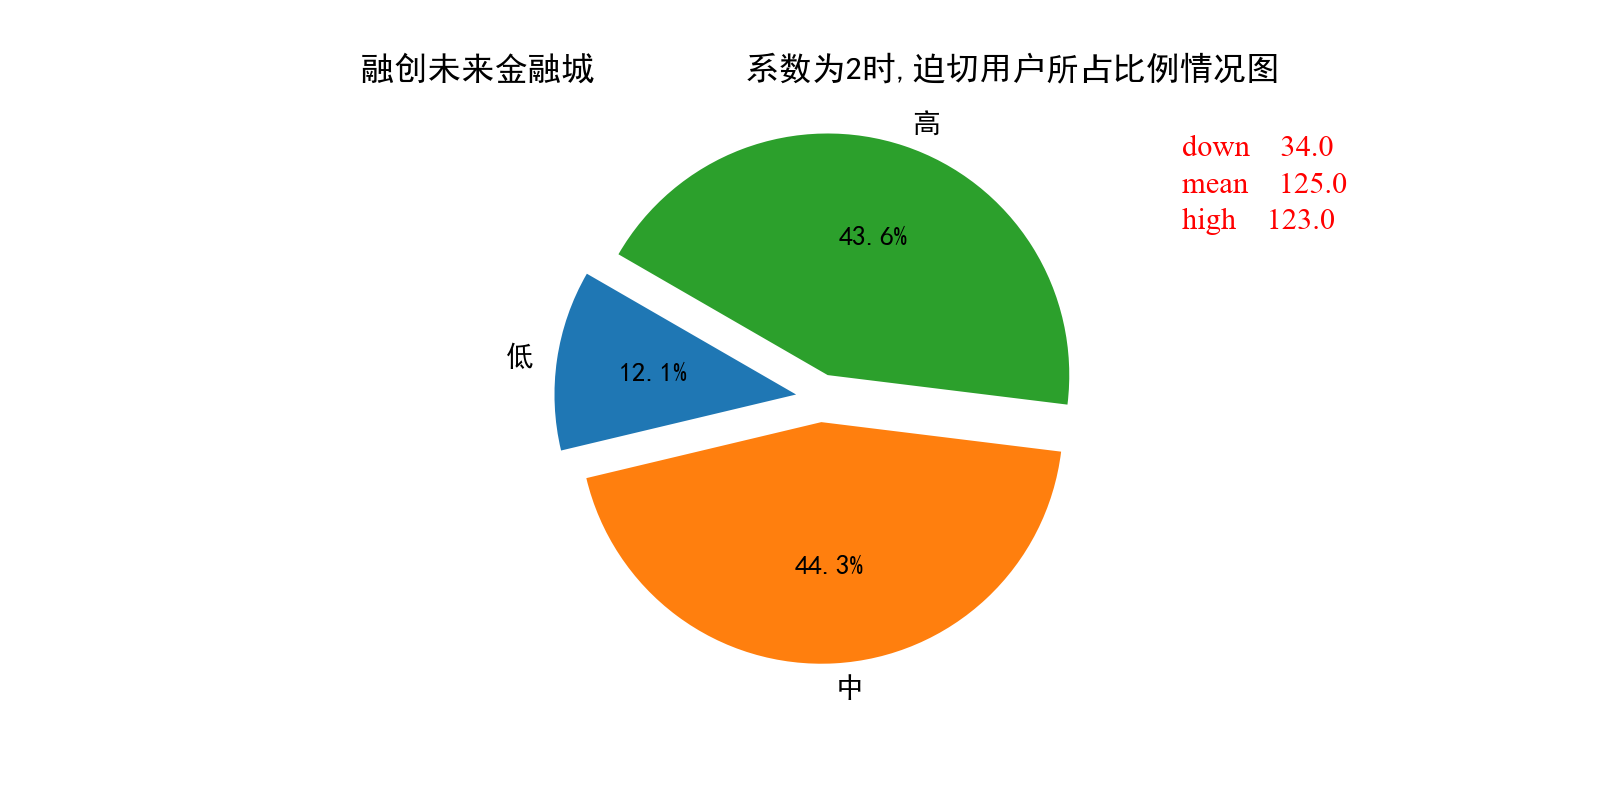 融创未来金融城 系数为2时,迫切用户所占比例情况图
高
down 34.0
mean 125.0
high 123.0
43.6%
低
12.1%
44.3%
中